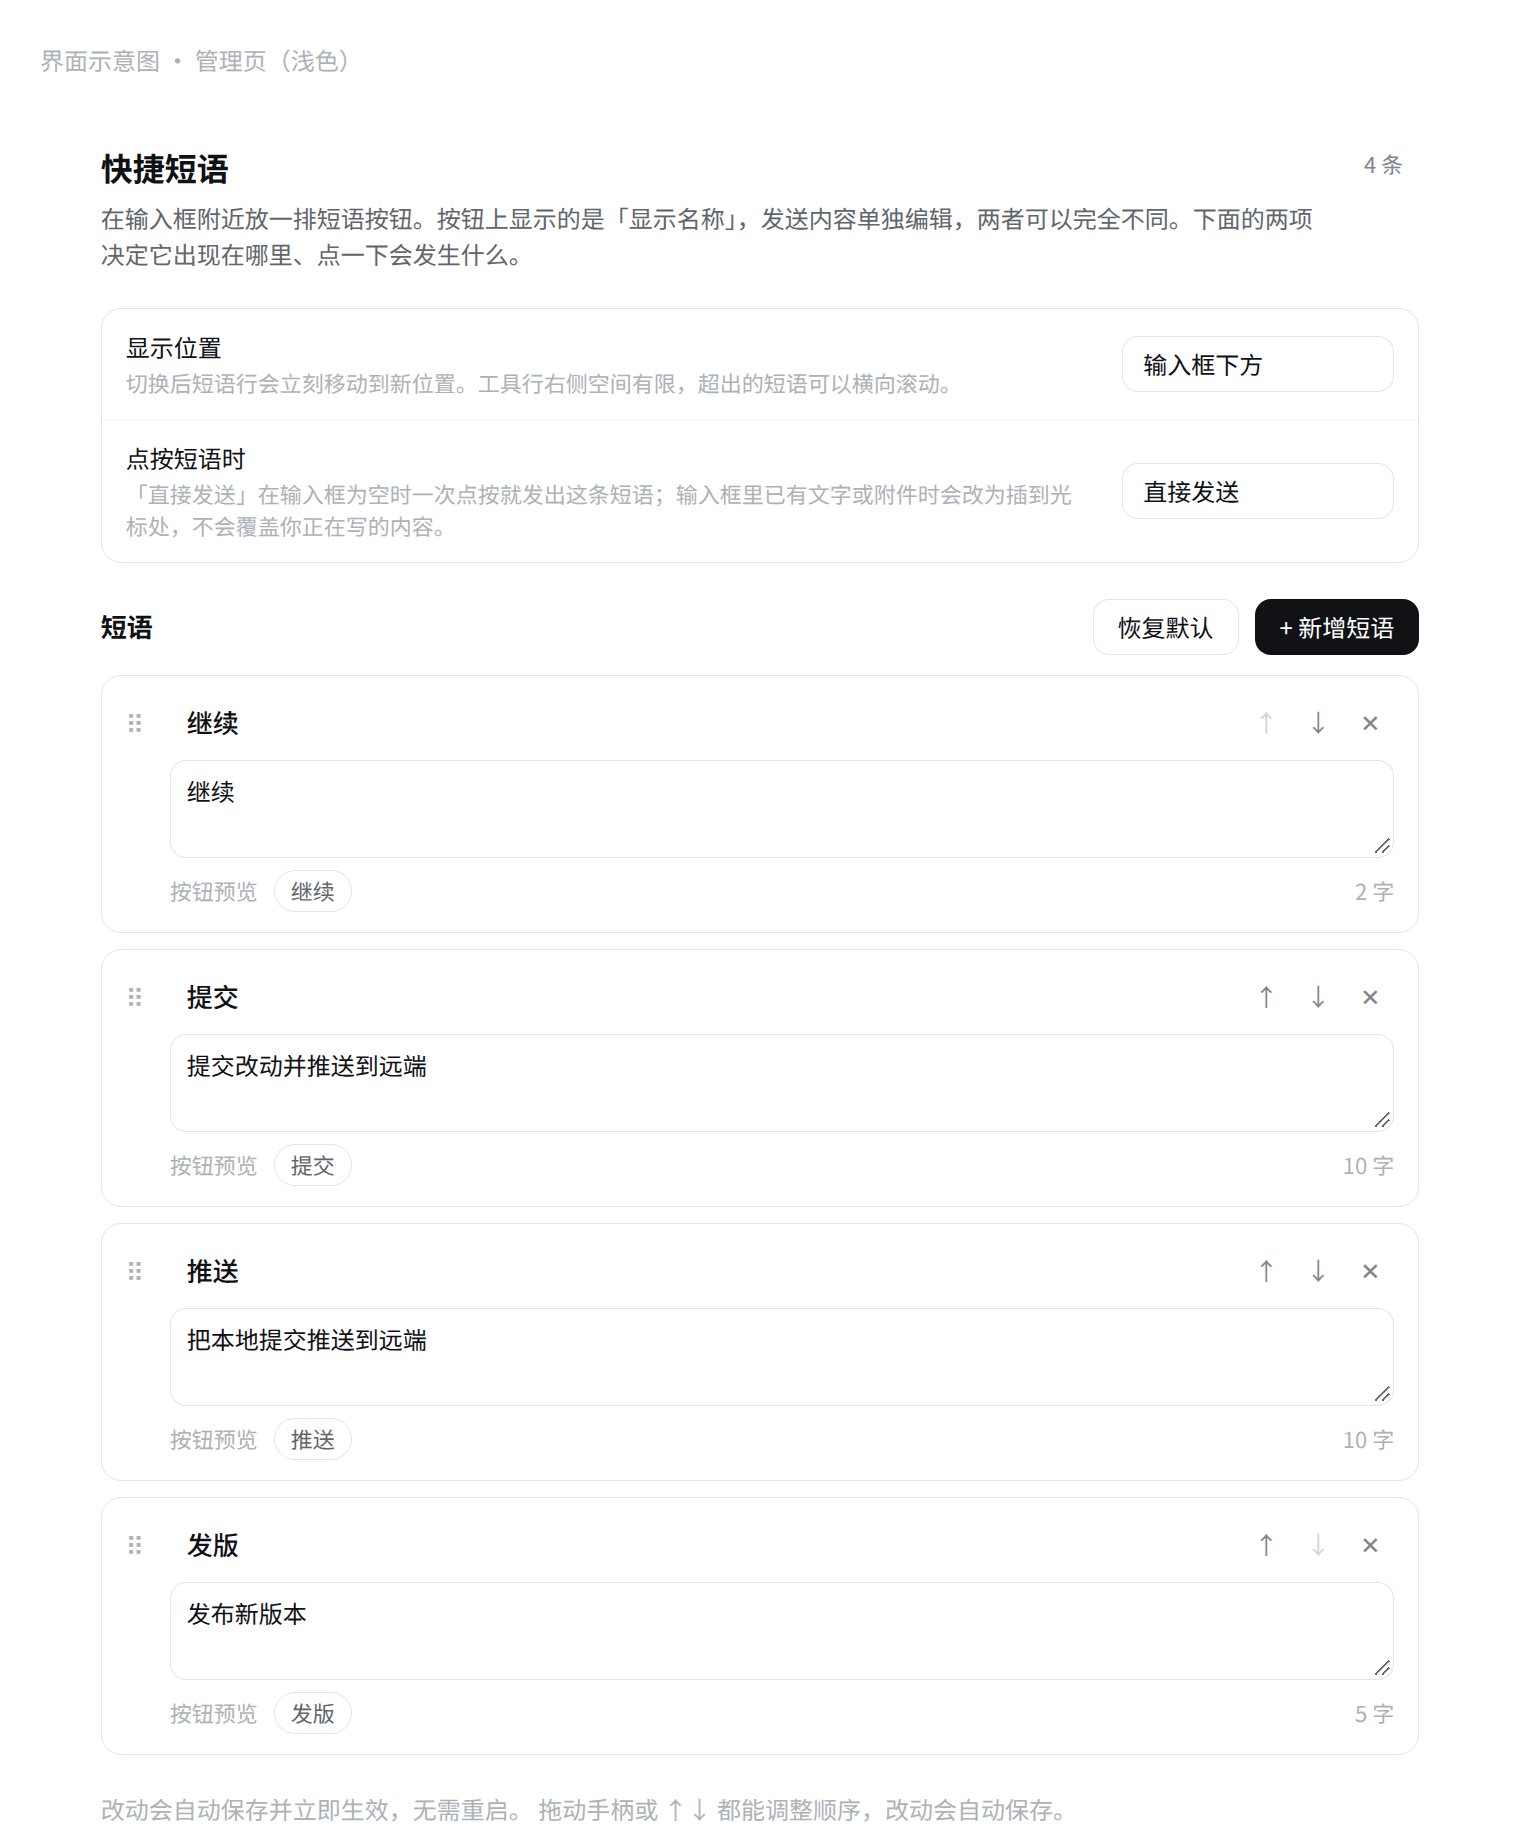 界面示意图 · 管理页（浅色）
快捷短语
4 条
在输入框附近放一排短语按钮。按钮上显示的是「显示名称」，发送内容单独编辑，两者可以完全不同。下面的两项
决定它出现在哪里、点一下会发生什么。
显示位置
切换后短语行会立刻移动到新位置。工具行右侧空间有限，超出的短语可以横向滚动。
输入框下方
点按短语时
「直接发送」在输入框为空时一次点按就发出这条短语；输入框里已有文字或附件时会改为插到光
标处，不会覆盖你正在写的内容。
直接发送
短语
恢复默认
+ 新增短语
继续
↑ ↓ ✕
继续
按钮预览 继续
2 字
提交
↑ ↓ ✕
提交改动并推送到远端
按钮预览 提交
10 字
推送
↑ ↓ ✕
把本地提交推送到远端
按钮预览 推送
10 字
发版
↑ ↓ ✕
发布新版本
按钮预览 发版
5 字
改动会自动保存并立即生效，无需重启。 拖动手柄或 ↑ ↓ 都能调整顺序，改动会自动保存。